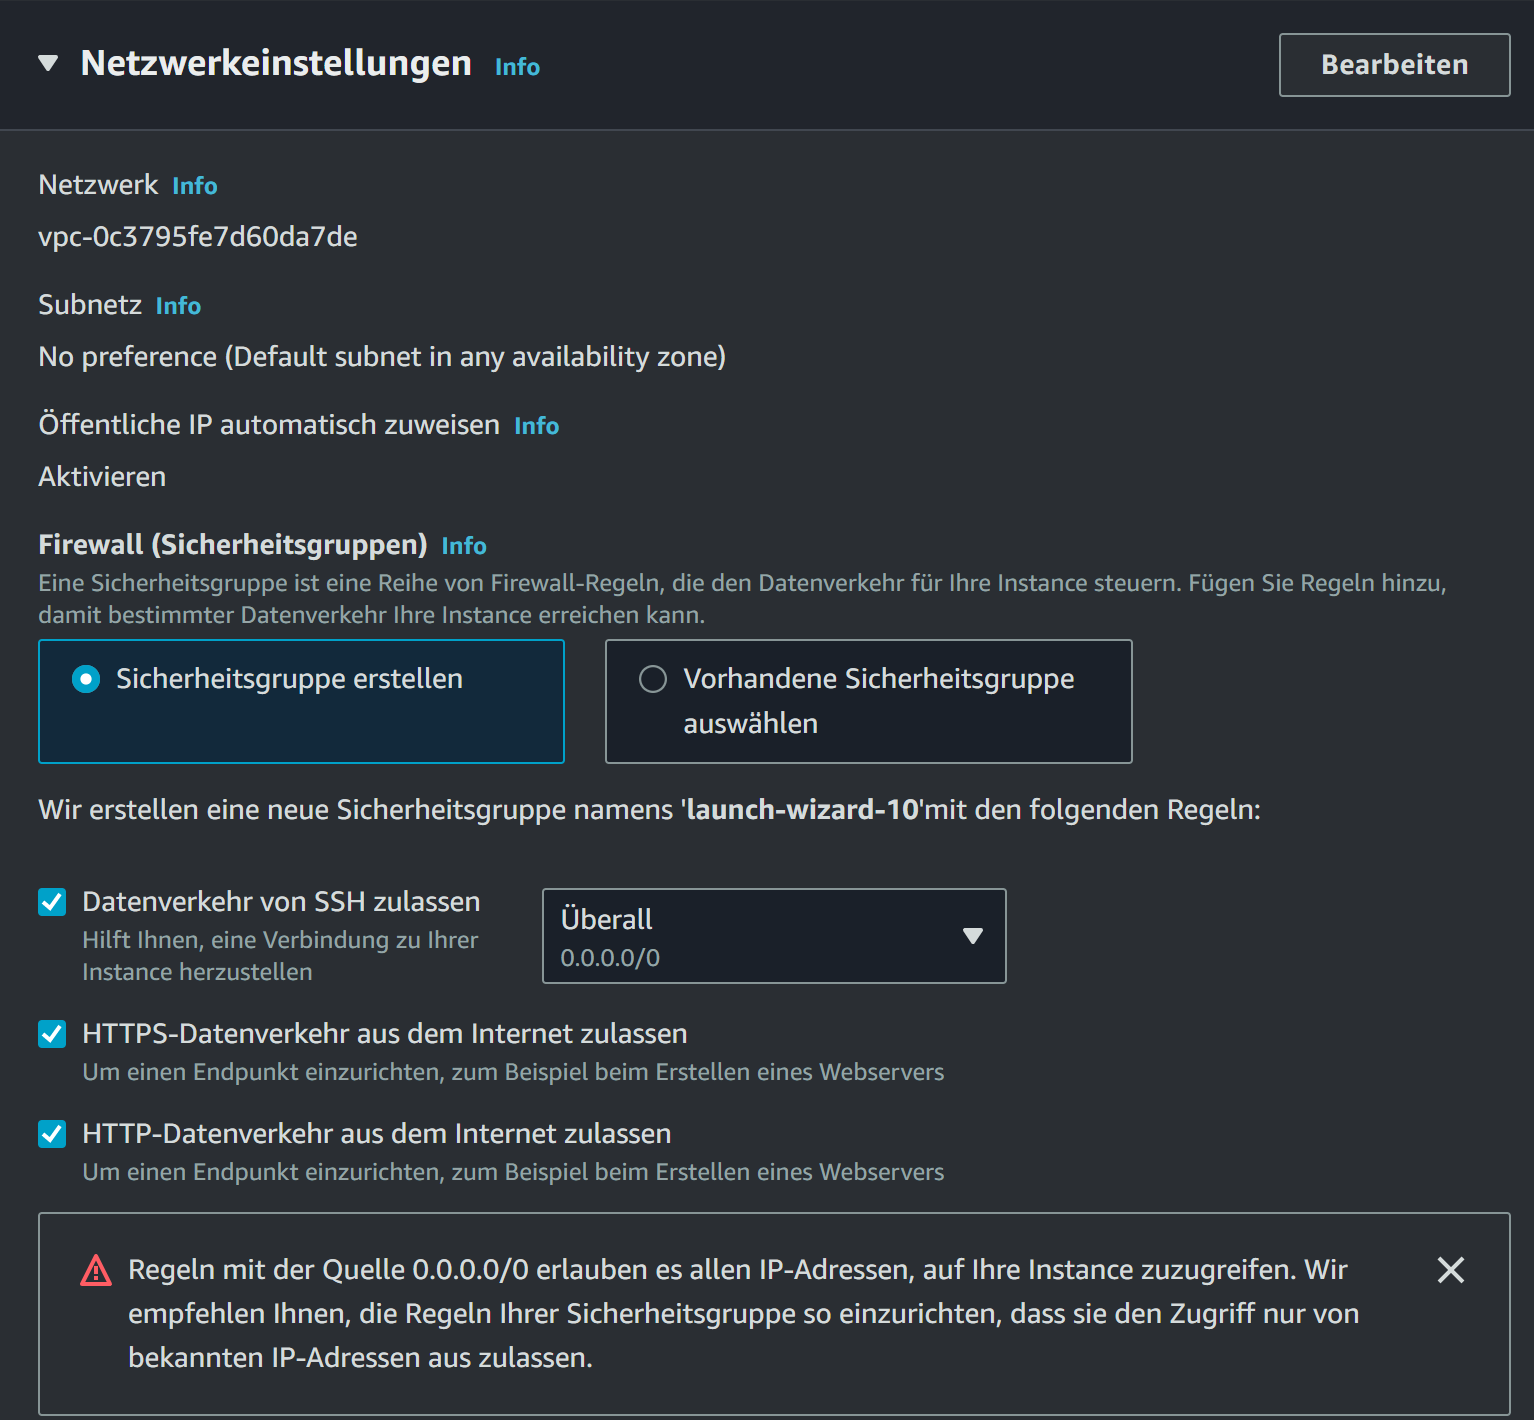 Netzwerkeinstellungen Info
Bearbeiten
Netzwerk Info
vpc-0c3795fe7d60da7de
Subnetz Info
No preference (Default subnet in any availability zone)
Öffentliche IP automatisch zuweisen Info
Aktivieren
Firewall (Sicherheitsgruppen) Info
Eine Sicherheitsgruppe ist eine Reihe von Firewall-Regeln, die den Datenverkehr für Ihre Instance steuern. Fügen Sie Regeln hinzu,
damit bestimmter Datenverkehr Ihre Instance erreichen kann.
Sicherheitsgruppe erstellen
Vorhandene Sicherheitsgruppe
auswählen
Wir erstellen eine neue Sicherheitsgruppe namens 'launch-wizard-10'mit den folgenden Regeln:
Datenverkehr von SSH zulassen
Hilft Ihnen, eine Verbindung zu Ihrer
Instance herzustellen
Überall
0.0.0.0/0
HTTPS-Datenverkehr aus dem Internet zulassen
Um einen Endpunkt einzurichten, zum Beispiel beim Erstellen eines Webservers
HTTP-Datenverkehr aus dem Internet zulassen
Um einen Endpunkt einzurichten, zum Beispiel beim Erstellen eines Webservers
Regeln mit der Quelle 0.0.0.0/0 erlauben es allen IP-Adressen, auf Ihre Instance zuzugreifen. Wir
empfehlen Ihnen, die Regeln Ihrer Sicherheitsgruppe so einzurichten, dass sie den Zugriff nur von
bekannten IP-Adressen aus zulassen.